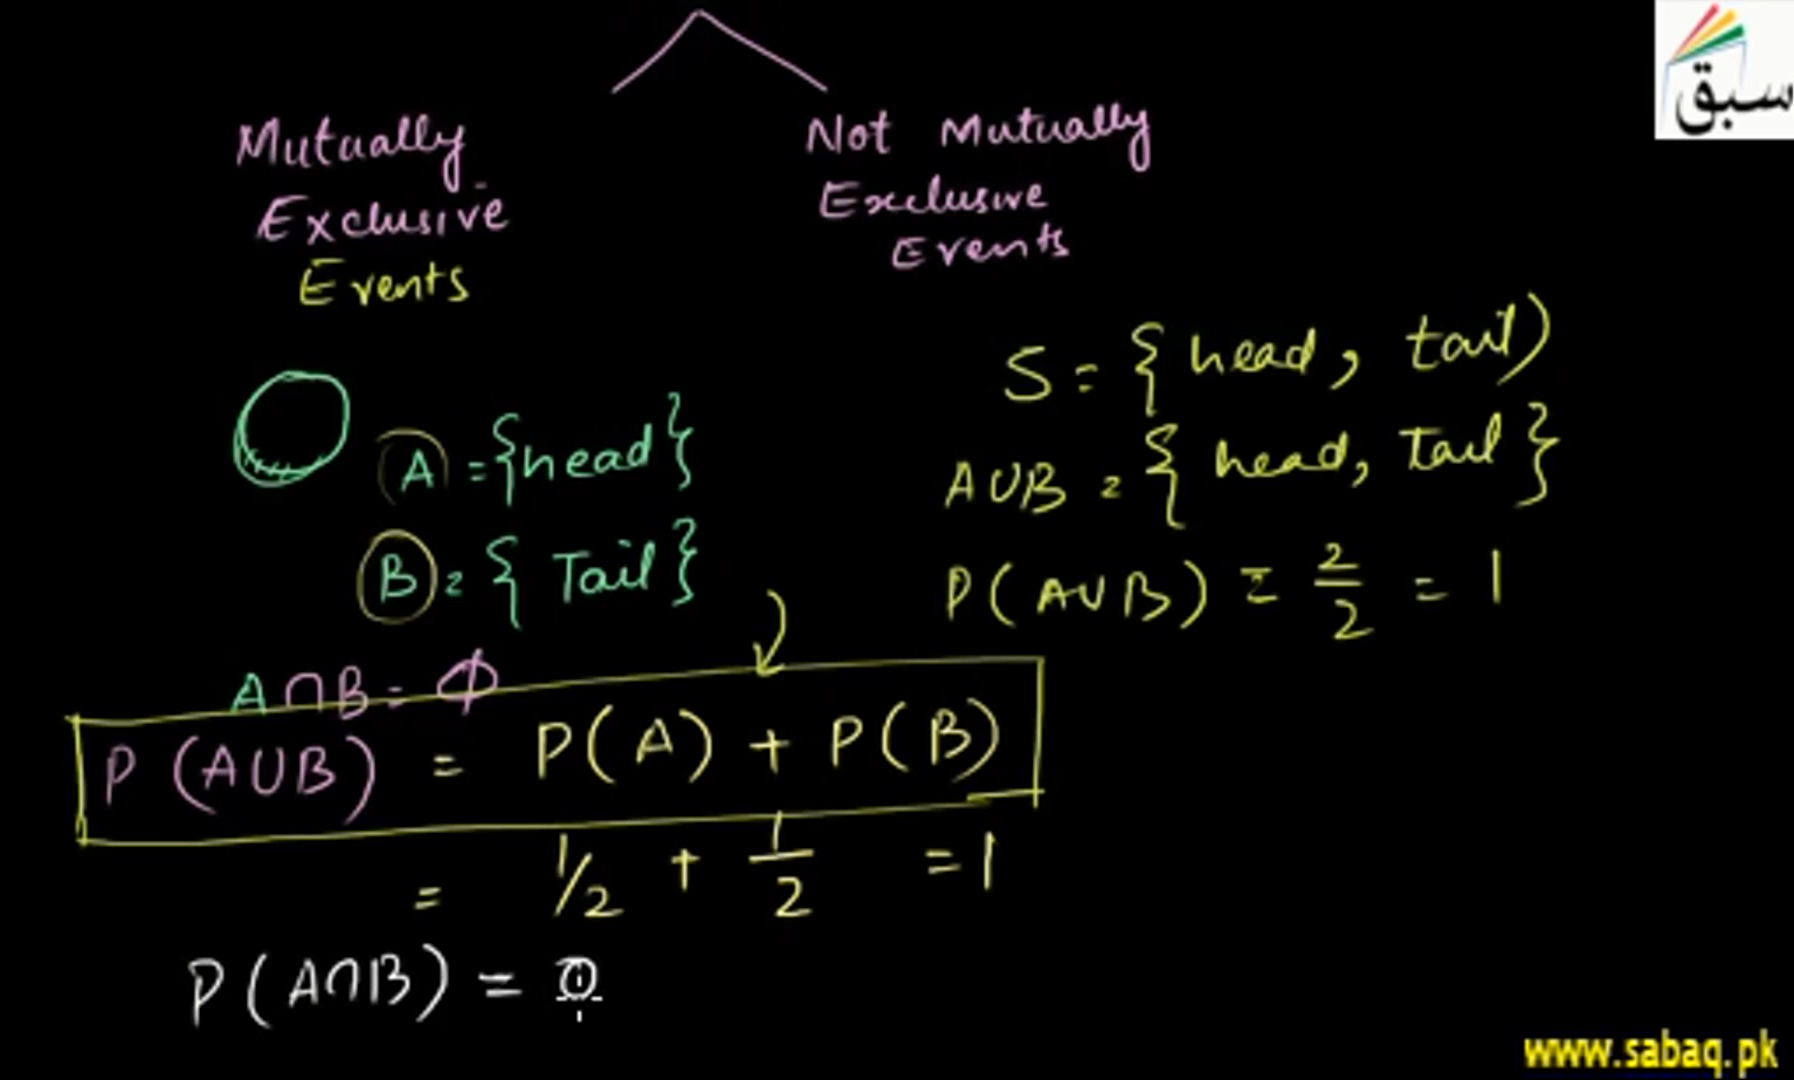 سبق
Mutually
Exclusive
Events
Not Mutually
Exclusive
Events
A = {head}
B = { Tail }
A∩B = ϕ
S = { head, tail)
A∪B = { head, Tail }
P(A∪B) = 2/2 = 1
P (A∪B) = P(A) + P(B)
= 1/2 + 1/2 = 1
P(A∩B) = 0
www.sabaq.pk